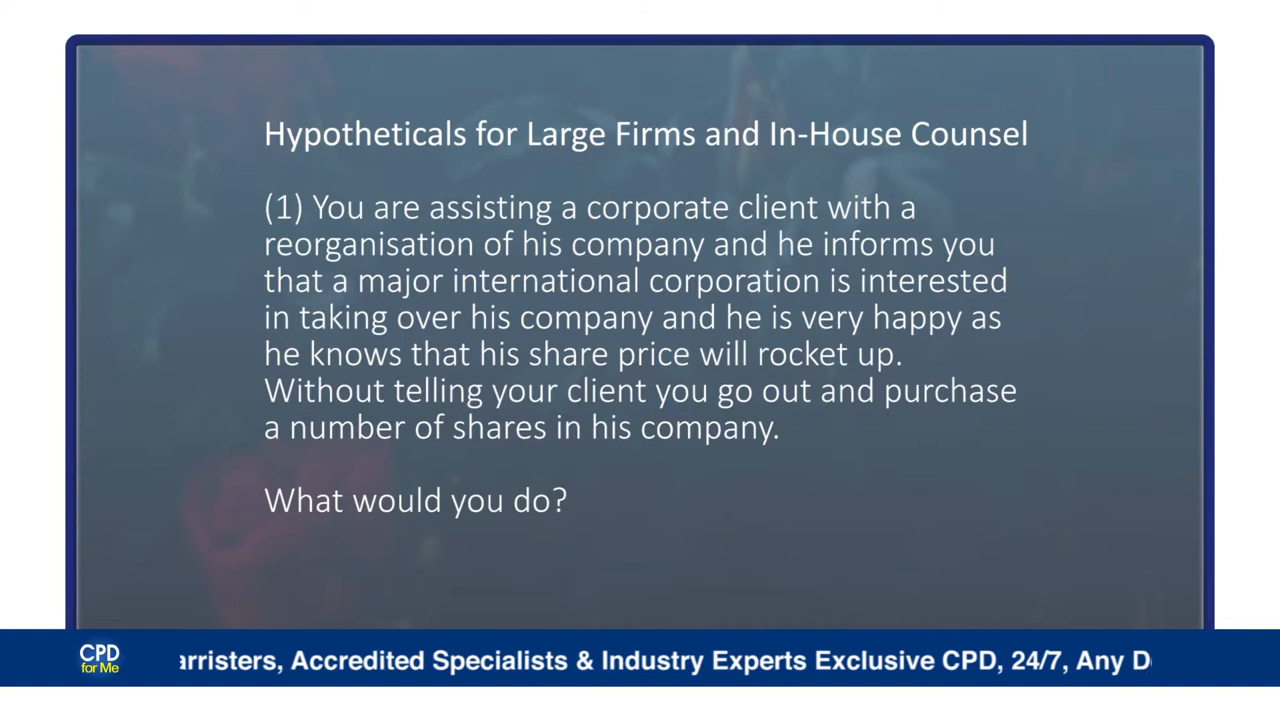 Hypotheticals for Large Firms and In-House Counsel
(1) You are assisting a corporate client with a
reorganisation of his company and he informs you
that a major international corporation is interested
in taking over his company and he is very happy as
he knows that his share price will rocket up.
Without telling your client you go out and purchase
a number of shares in his company.
What would you do?
CPD
for Me
arristers, Accredited Specialists & Industry Experts Exclusive CPD, 24/7, Any